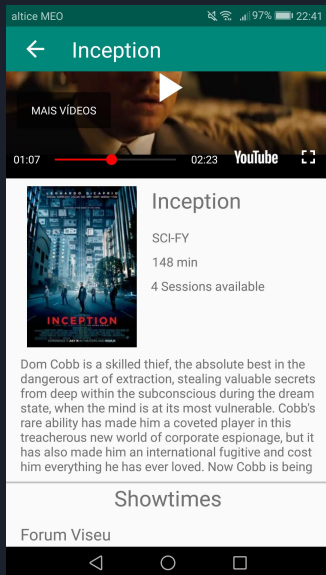 altice MEO 97% 22:41
Inception
MAIS VÍDEOS
01:07 02:23 YouTube
LEONARDO DICAPRIO
INCEPTION
Inception
SCI-FY
148 min
4 Sessions available
Dom Cobb is a skilled thief, the absolute best in the
dangerous art of extraction, stealing valuable secrets
from deep within the subconscious during the dream
state, when the mind is at its most vulnerable. Cobb's
rare ability has made him a coveted player in this
treacherous new world of corporate espionage, but it
has also made him an international fugitive and cost
him everything he has ever loved. Now Cobb is being
Showtimes
Forum Viseu